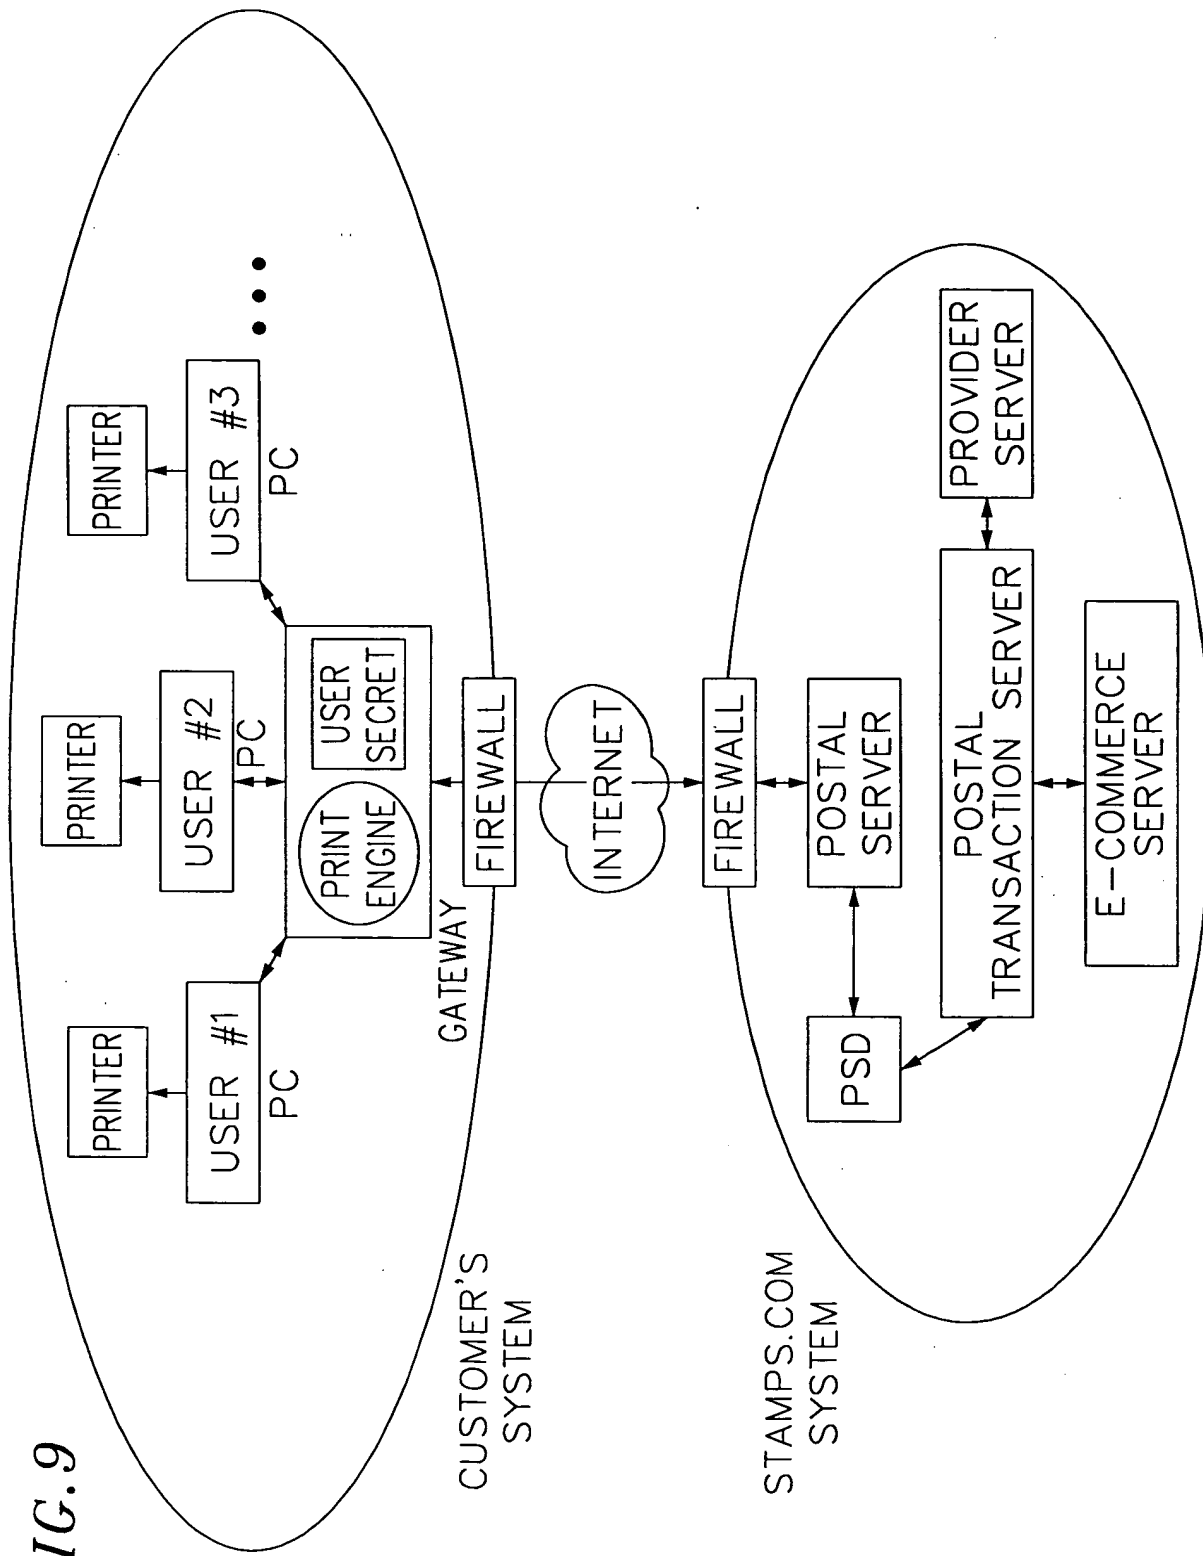 IG.9
PRINTER
PRINTER
PRINTER
USER #1
PC
USER #2
PC
USER #3
PC
PRINT
ENGINE
USER
SECRET
GATEWAY
FIREWALL
CUSTOMER'S
SYSTEM
INTERNET
STAMPS.COM
SYSTEM
FIREWALL
PSD
POSTAL
SERVER
POSTAL
TRANSACTION SERVER
PROVIDER
SERVER
E-COMMERCE
SERVER